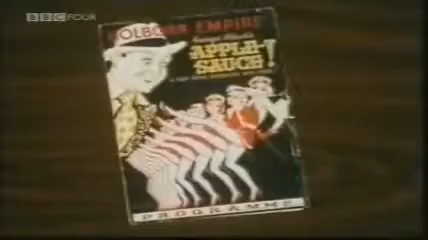 BBC FOUR
HOLBORN EMPIRE
APPLE-
SAUCE!
PROGRAMME